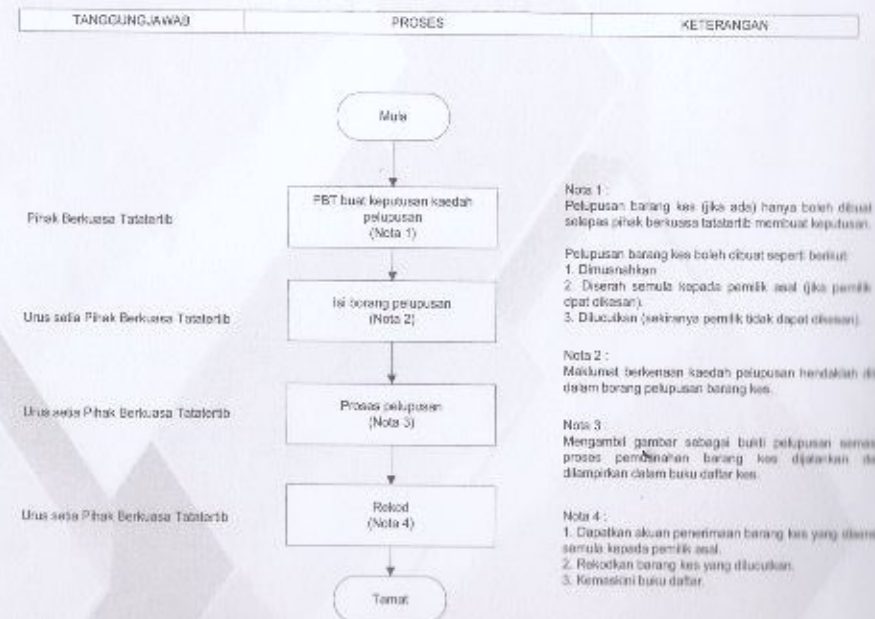 TANGGUNGJAWAB
PROSES
KETERANGAN
Mula
Pihak Berkuasa Tatatertib
PBT buat keputusan kaedah
pelupusan
(Nota 1)
Nota 1 :
Pelupusan barang kes (jika ada) hanya boleh dibuat
selepas pihak berkuasa tatatertib membuat keputusan.
Pelupusan barang kes boleh dibuat seperti berikut:
1. Dimusnahkan
2. Diserah semula kepada pemilik asal (jika pemilik
dpat dikesan).
3. Dilucutkan (sekiranya pemilik tidak dapat dikesan).
Urus setia Pihak Berkuasa Tatatertib
Isi borang pelupusan
(Nota 2)
Nota 2 :
Maklumat berkenaan kaedah pelupusan hendaklah
dalam borang pelupusan barang kes.
Urus setia Pihak Berkuasa Tatatertib
Proses pelupusan
(Nota 3)
Nota 3 :
Mengambil gambar sebagai bukti pelupusan
proses pemusnahan barang kes dijalankan
dilampirkan dalam buku daftar kes.
Urus setia Pihak Berkuasa Tatatertib
Rekod
(Nota 4)
Nota 4 :
1. Dapatkan akuan penerimaan barang kes yang
semula kepada pemilik asal.
2. Rekodkan barang kes yang dilucutkan.
3. Kemaskini buku daftar.
Tamat